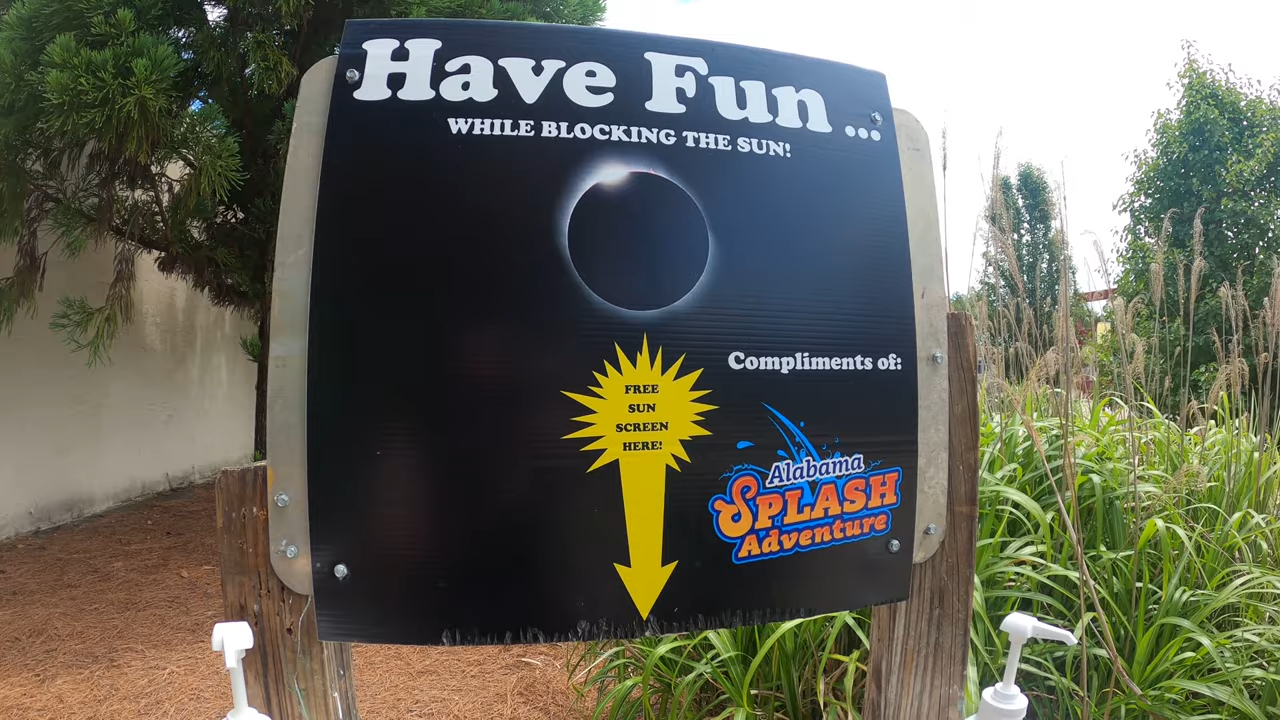 Have Fun ...
WHILE BLOCKING THE SUN!
FREE
SUN
SCREEN
HERE!
Compliments of:
Alabama
SPLASH
Adventure